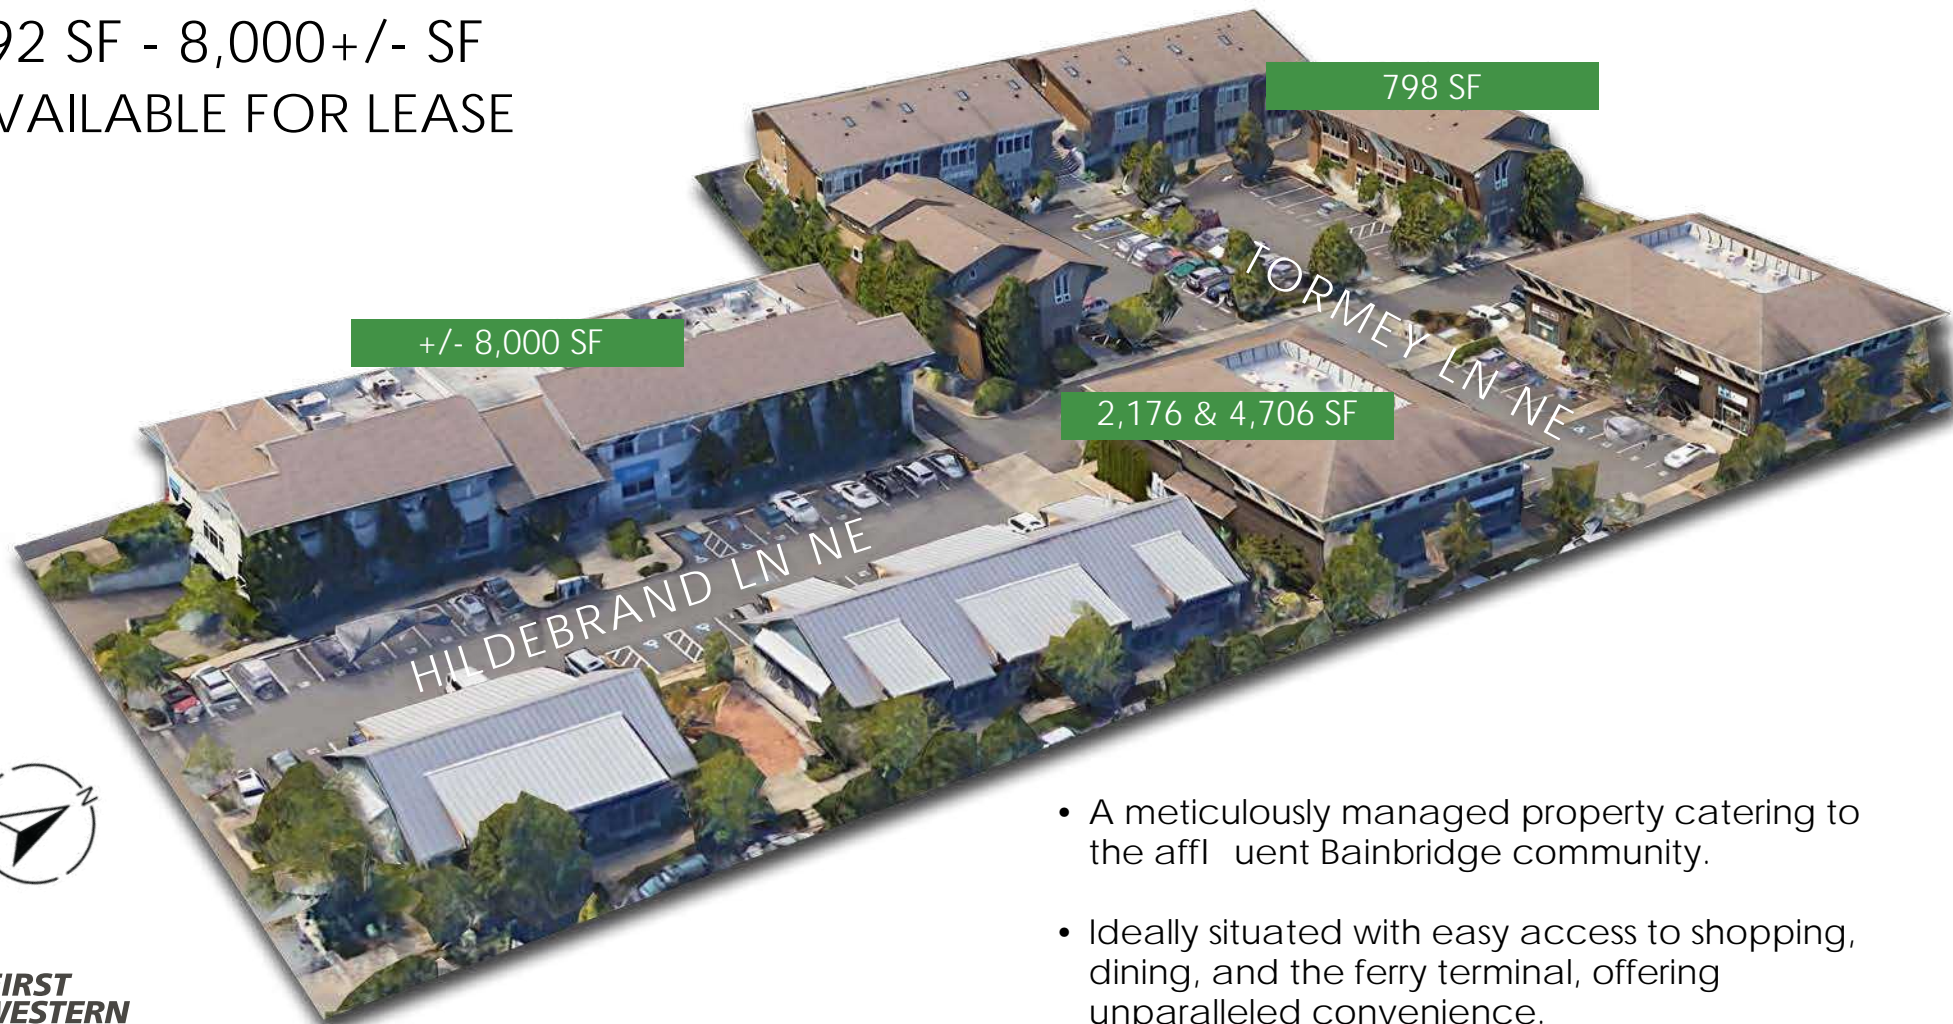 92 SF - 8,000+/- SF
VAILABLE FOR LEASE
798 SF
+/- 8,000 SF
2,176 & 4,706 SF
TORMEY LN NE
HILDEBRAND LN NE
N
• A meticulously managed property catering to
the affl uent Bainbridge community.
• Ideally situated with easy access to shopping,
dining, and the ferry terminal, offering
unparalleled convenience.
FIRST
WESTERN